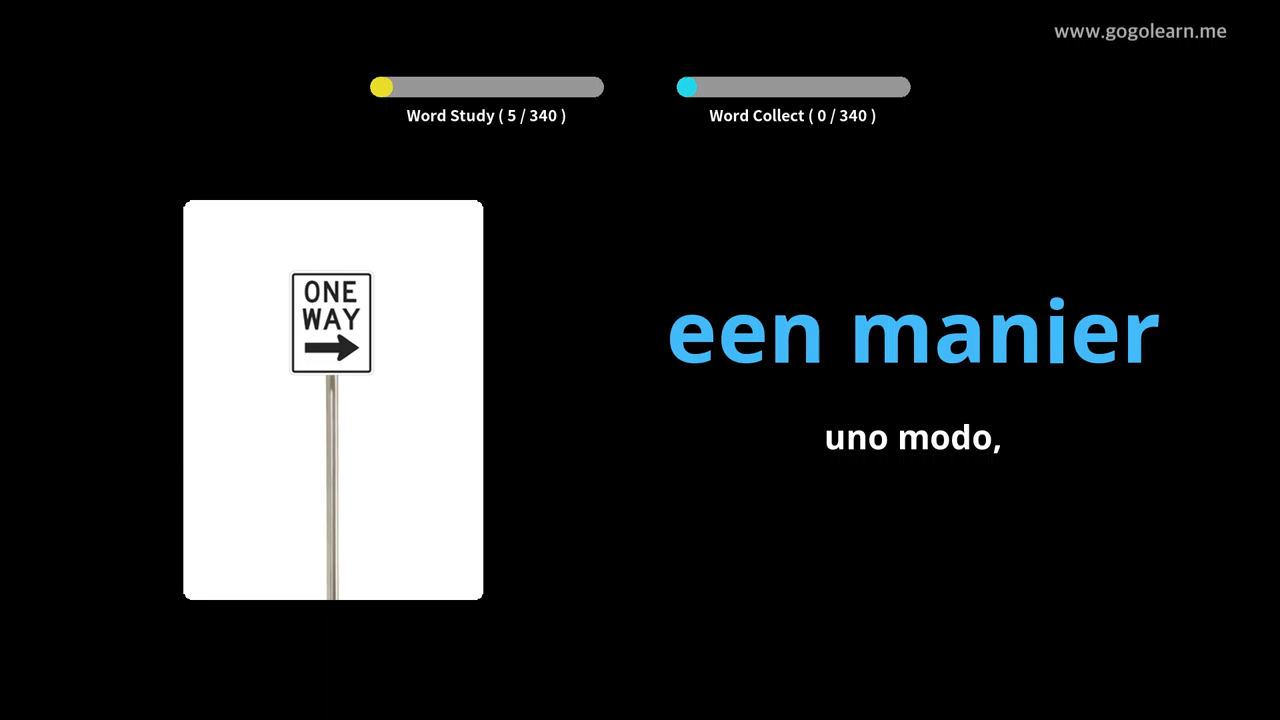 www.gogolearn.me
Word Study ( 5 / 340 )
Word Collect ( 0 / 340 )
ONE
WAY
een manier
uno modo,